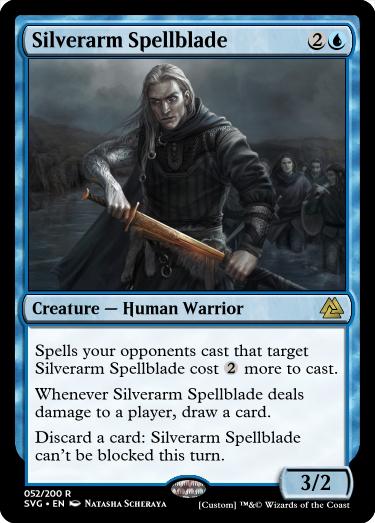 Silverarm Spellblade 2
Creature — Human Warrior
Spells your opponents cast that target
Silverarm Spellblade cost 2 more to cast.
Whenever Silverarm Spellblade deals
damage to a player, draw a card.
Discard a card: Silverarm Spellblade
can't be blocked this turn.
3/2
052/200 R
SVG • EN Natasha Scheraya [Custom] ™&© Wizards of the Coast